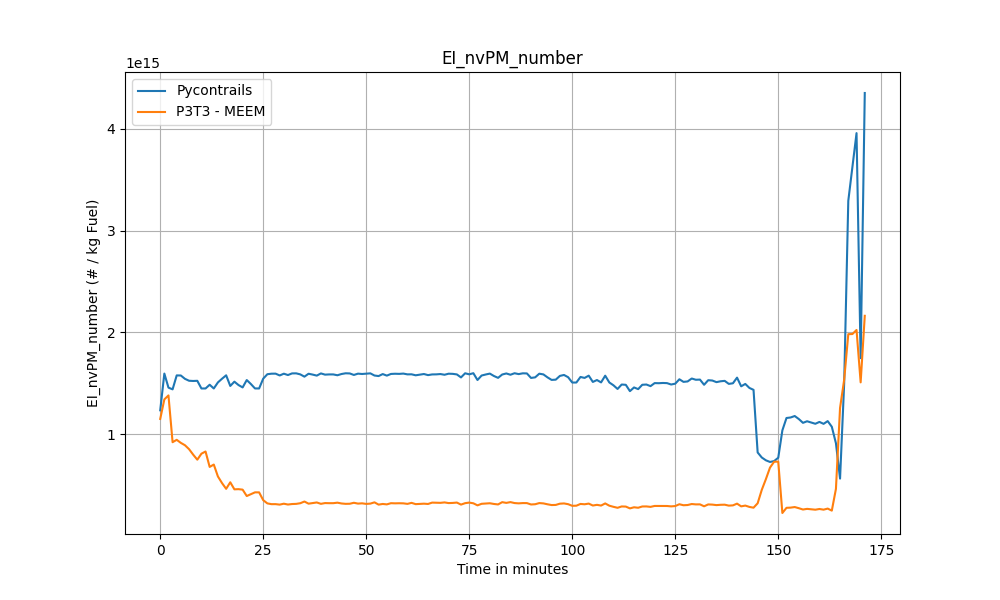 EI_nvPM_number
1e15
Pycontrails
P3T3 - MEEM
4
3
2
1
EI_nvPM_number (# / kg Fuel)
0
25
50
75
100
125
150
175
Time in minutes